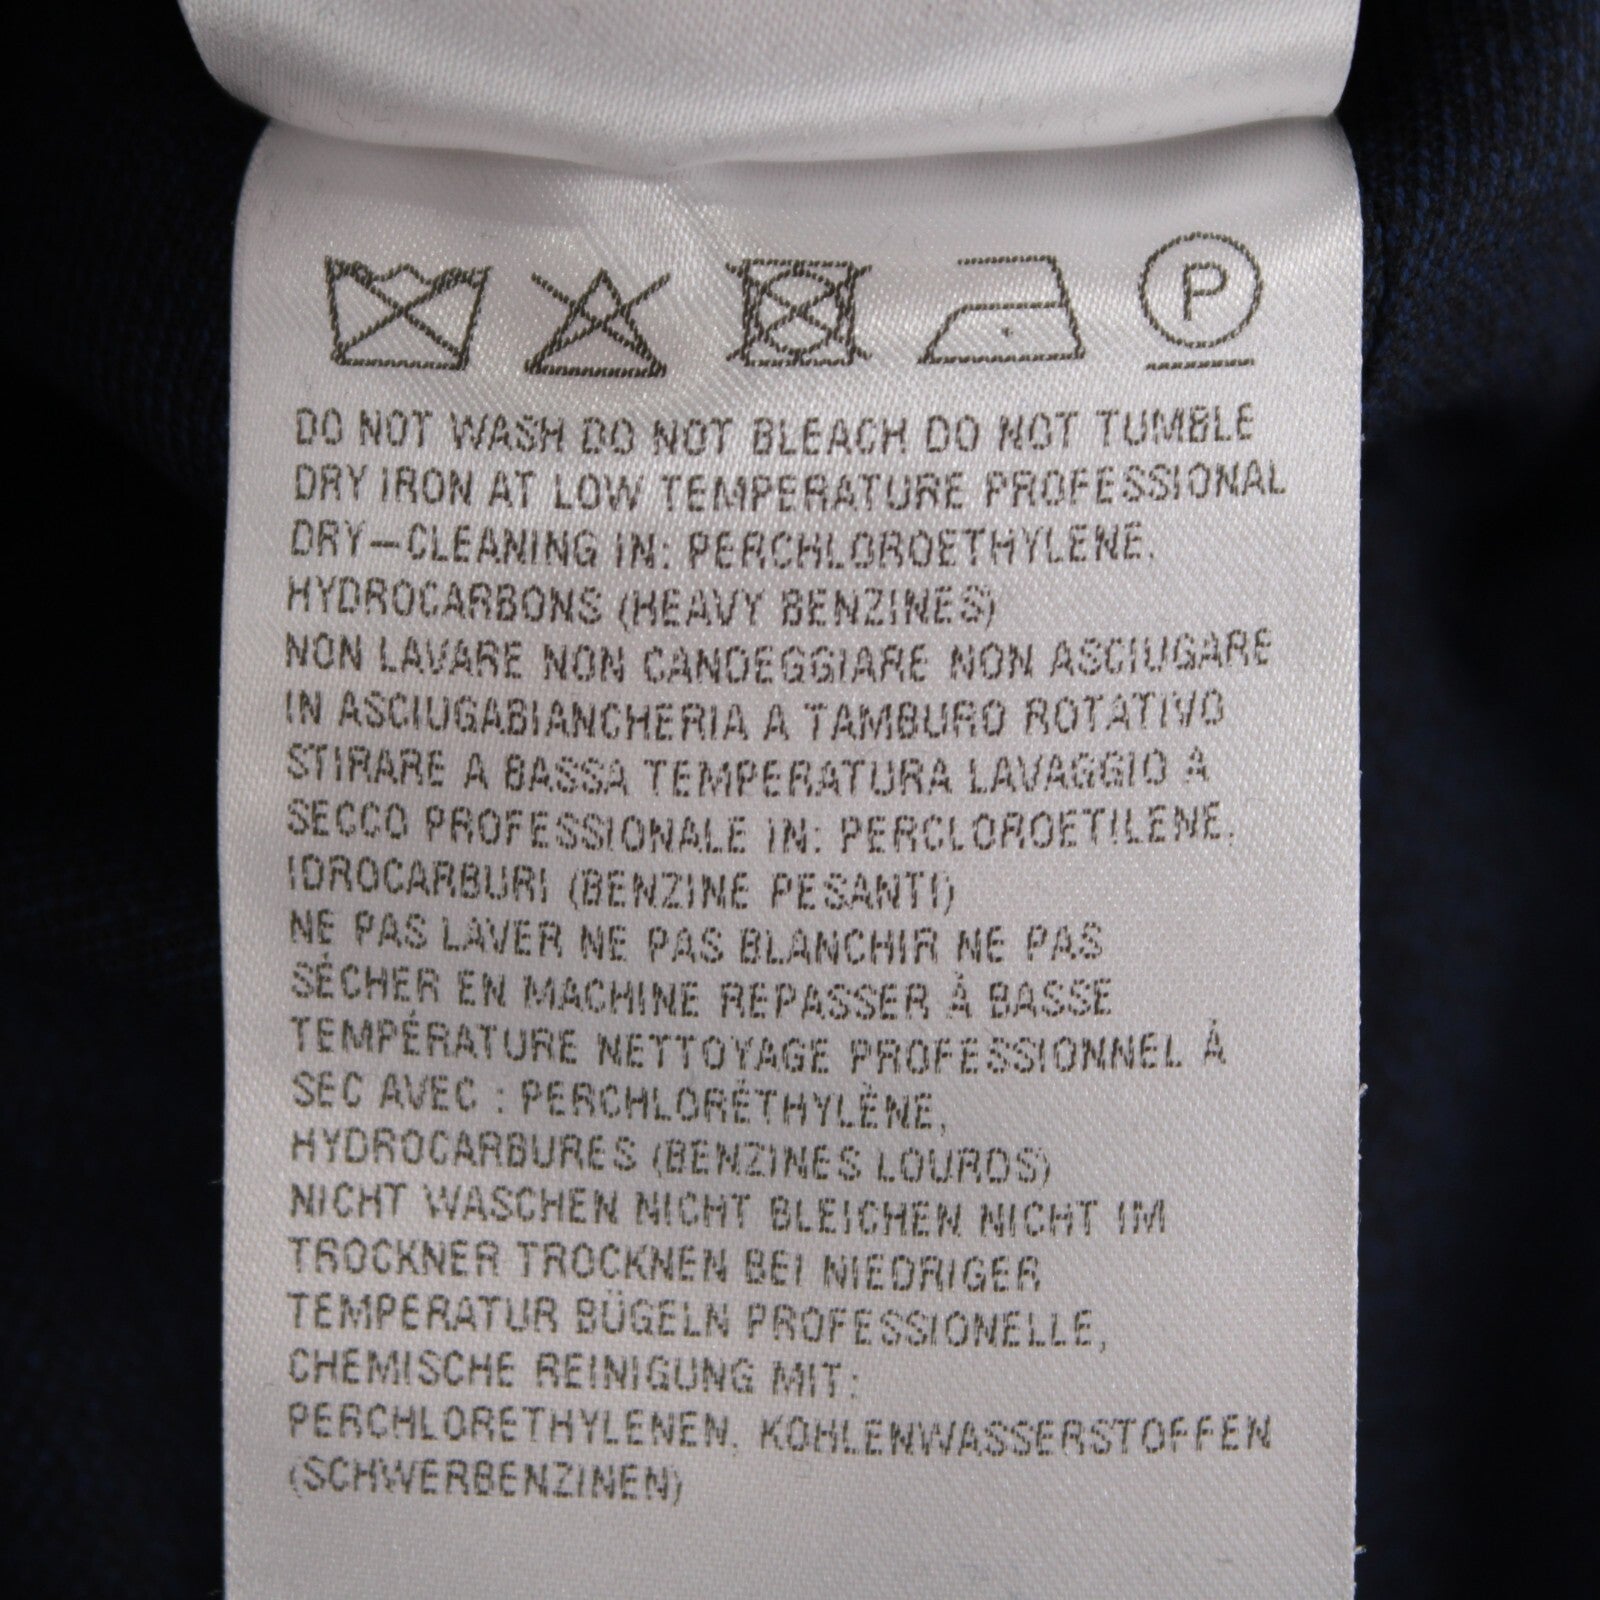 P
DO NOT WASH DO NOT BLEACH DO NOT TUMBLE
DRY IRON AT LOW TEMPERATURE PROFESSIONAL
DRY-CLEANING IN: PERCHLOROETHYLENE,
HYDROCARBONS (HEAVY BENZINES)
NON LAVARE NON CANDEGGIARE NON ASCIUGARE
IN ASCIUGABIANCHERIA A TAMBURO ROTATIVO
STIRARE A BASSA TEMPERATURA LAVAGGIO A
SECCO PROFESSIONALE IN: PERCLOROETILENE,
IDROCARBURI (BENZINE PESANTI)
NE PAS LAVER NE PAS BLANCHIR NE PAS
SÉCHER EN MACHINE REPASSER À BASSE
TEMPÉRATURE NETTOYAGE PROFESSIONNEL À
SEC AVEC : PERCHLORÉTHYLÈNE,
HYDROCARBURES (BENZINES LOURDS)
NICHT WASCHEN NICHT BLEICHEN NICHT IM
TROCKNER TROCKNEN BEI NIEDRIGER
TEMPERATUR BÜGELN PROFESSIONELLE,
CHEMISCHE REINIGUNG MIT:
PERCHLORETHYLENEN, KOHLENWASSERSTOFFEN
(SCHWERBENZINEN)